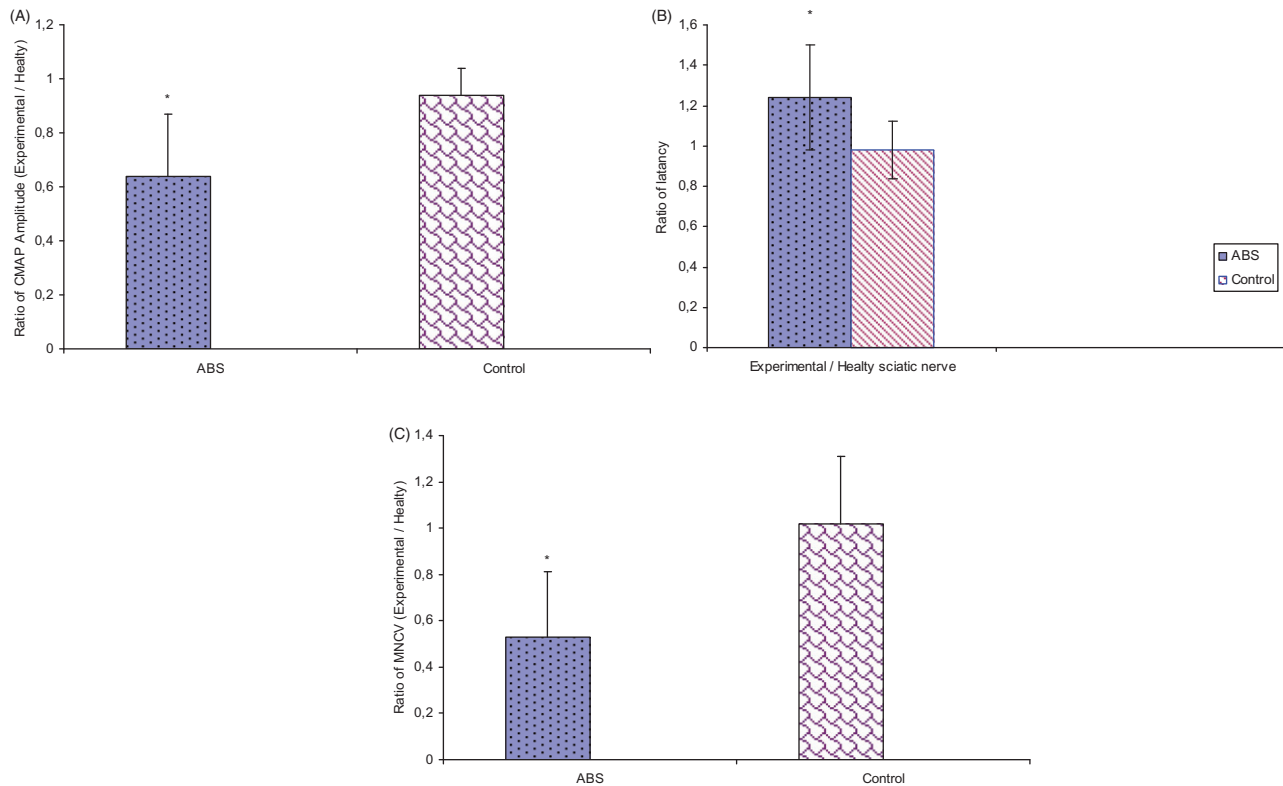 (A)
1,2
1
0,8
0,6
0,4
0,2
0
Ratio of CMAP Amplitude (Experimental / Healty)
*
ABS
Control
(B)
1,6
1,4
1,2
1
0,8
0,6
0,4
0,2
0
Ratio of latancy
*
Experimental / Healty sciatic nerve
ABS
Control
(C)
1,4
1,2
1
0,8
0,6
0,4
0,2
0
Ratio of MNCV (Experimental / Healty)
*
ABS
Control